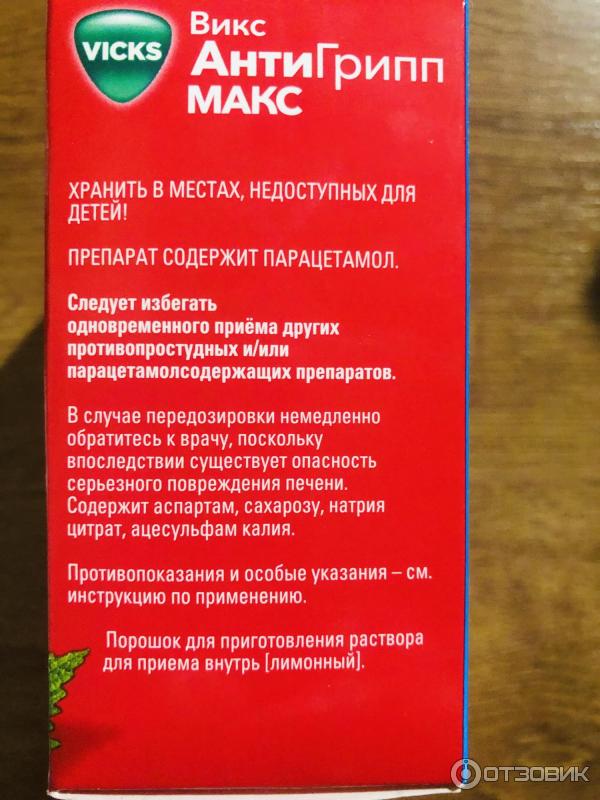 VICKS
Викс
АнтиГрипп
МАКС
ХРАНИТЬ В МЕСТАХ, НЕДОСТУПНЫХ ДЛЯ
ДЕТЕЙ!
ПРЕПАРАТ СОДЕРЖИТ ПАРАЦЕТАМОЛ.
Следует избегать
одновременного приёма других
противопростудных и/или
парацетамолсодержащих препаратов.
В случае передозировки немедленно
обратитесь к врачу, поскольку
впоследствии существует опасность
серьезного повреждения печени.
Содержит аспартам, сахарозу, натрия
цитрат, ацесульфам калия.
Противопоказания и особые указания – см.
инструкцию по применению.
Порошок для приготовления раствора
для приема внутрь [лимонный].
ОТЗОВИК